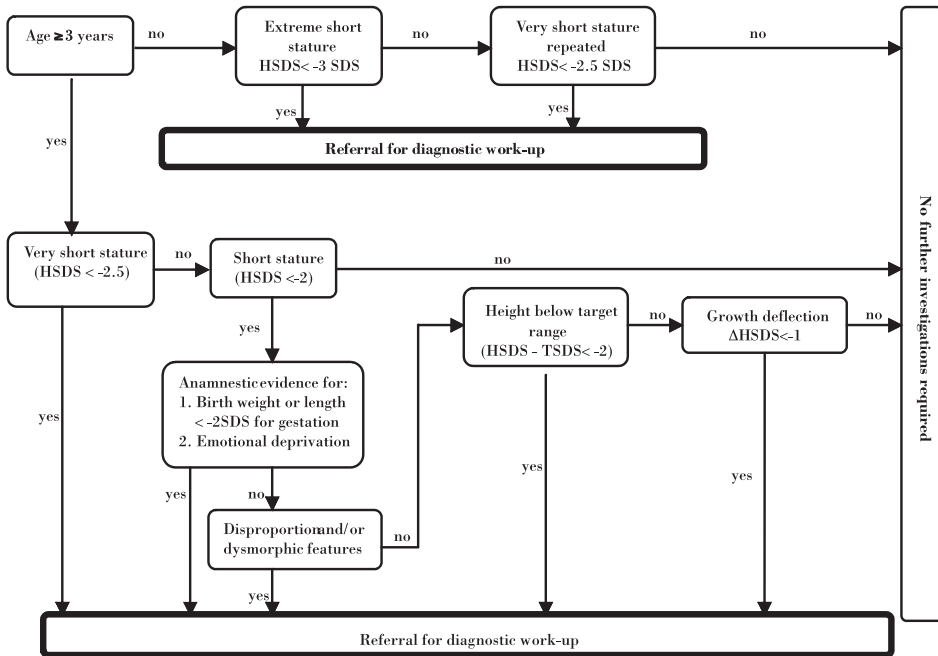 Age ≥3 years
no
Extreme short
stature
HSDS< -3 SDS
no
Very short stature
repeated
HSDS< -2.5 SDS
no
yes
yes
yes
Referral for diagnostic work-up
No further investigations required
Very short stature
(HSDS < -2.5)
no
Short stature
(HSDS <-2)
no
yes
Height below target
range
(HSDS - TSDS< -2)
no
Growth deflection
ΔHSDS<-1
no
Anamnestic evidence for:
1. Birth weight or length
< -2SDS for gestation
2. Emotional deprivation
yes
yes
no
yes
yes
Disproportion and/or
dysmorphic features
no
yes
Referral for diagnostic work-up